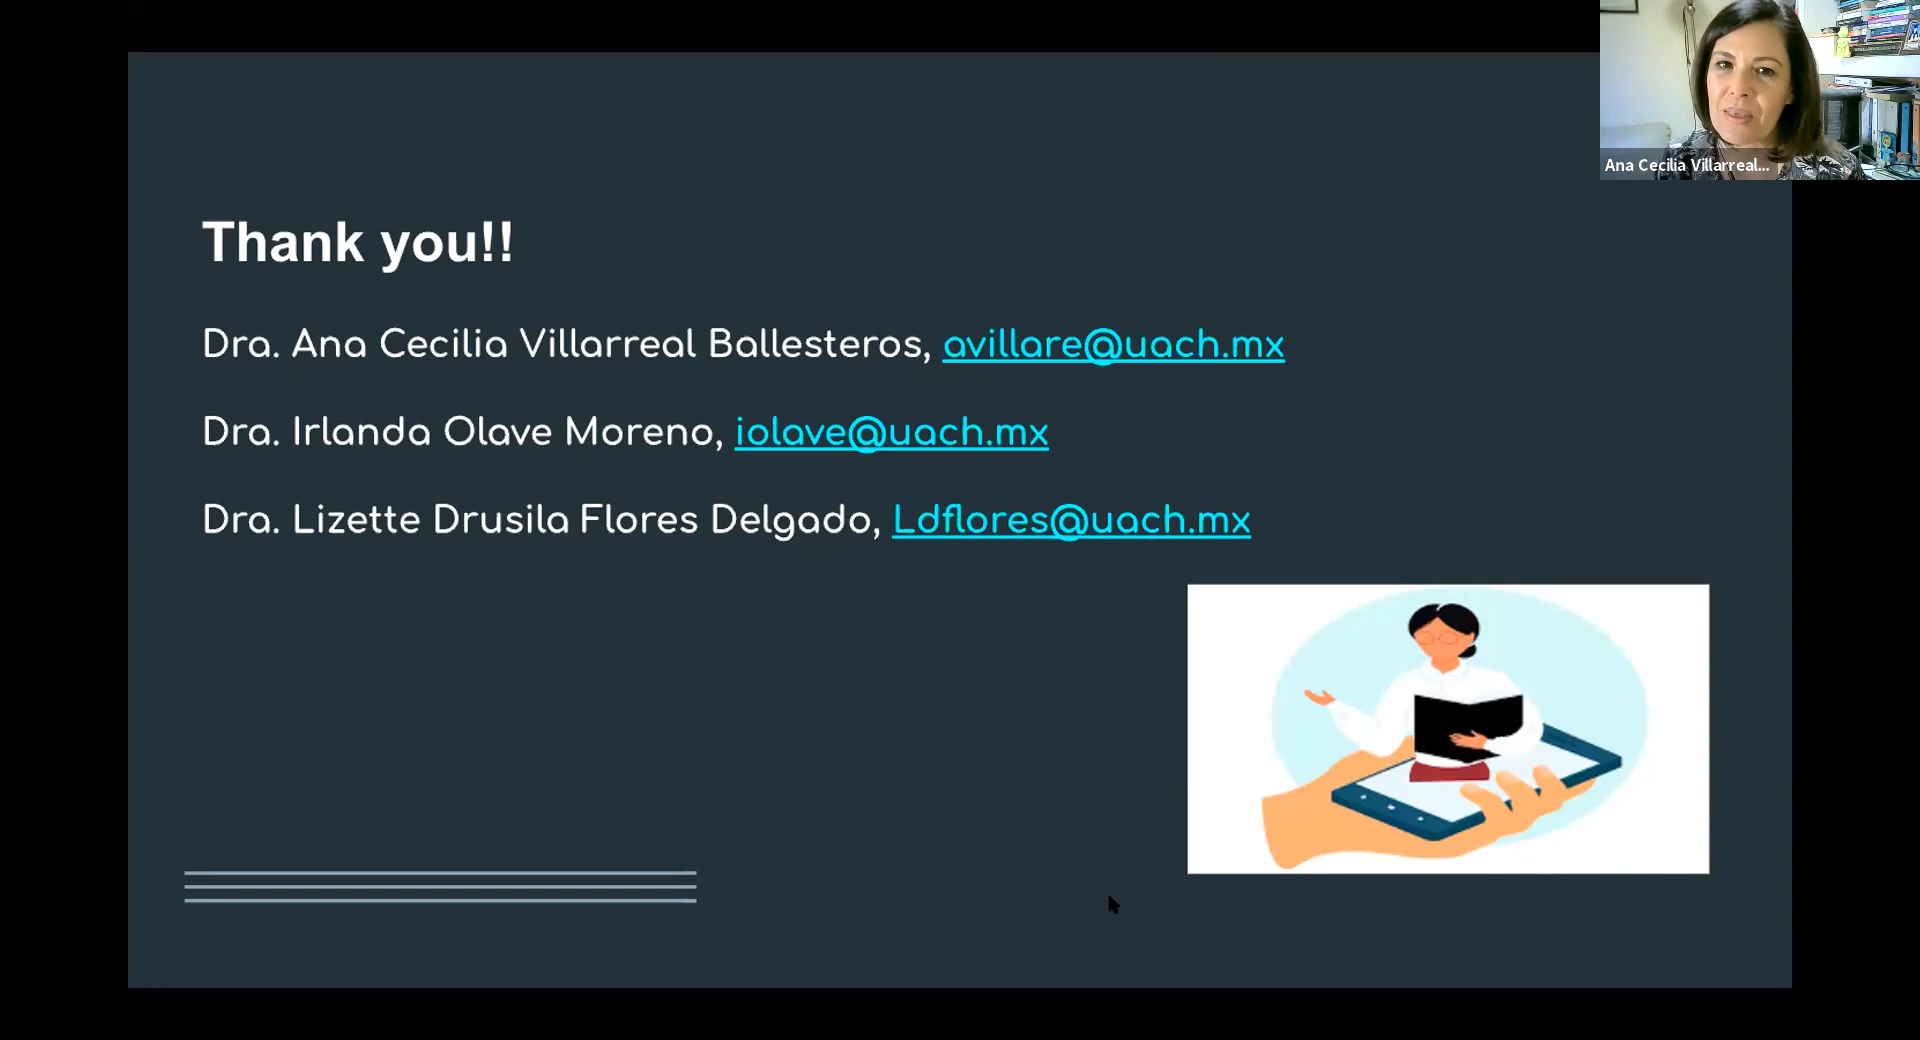 Ana Cecilia Villarreal...
Thank you!!
Dra. Ana Cecilia Villarreal Ballesteros, avillare@uach.mx
Dra. Irlanda Olave Moreno, iolave@uach.mx
Dra. Lizette Drusila Flores Delgado, Ldflores@uach.mx